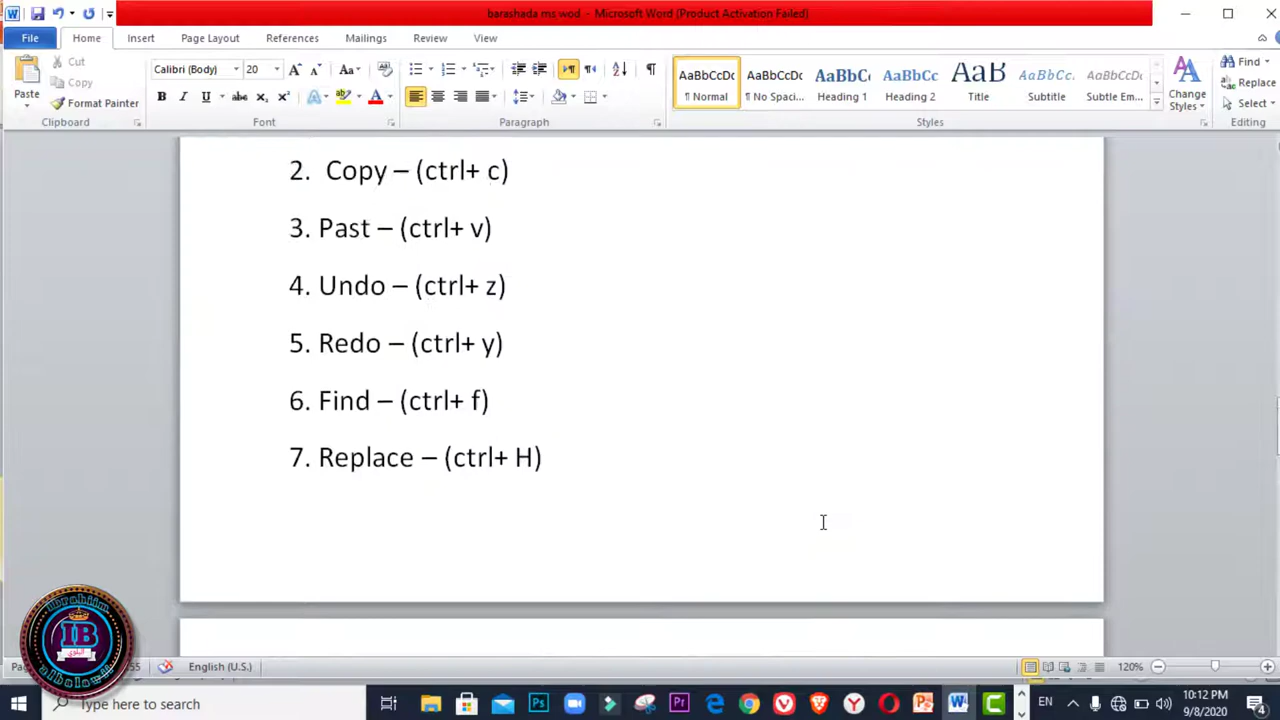 barashada ms wod - Microsoft Word (Product Activation Failed)
File Home Insert Page Layout References Mailings Review View
Paste
Cut
Copy
Format Painter
Clipboard
Calibri (Body) 20
Font
Paragraph
AaBbCcDc AaBbCcDc AaBbC AaBbCc AaB AaBbCc. AaBbCcDc
¶ Normal ¶ No Spaci... Heading 1 Heading 2 Title Subtitle Subtle Em...
Change Styles
Styles
Find
Replace
Select
Editing
2. Copy – (ctrl+ c)
3. Past – (ctrl+ v)
4. Undo – (ctrl+ z)
5. Redo – (ctrl+ y)
6. Find – (ctrl+ f)
7. Replace – (ctrl+ H)
ibrahiim
IB
albalawii
English (U.S.)
120%
Type here to search
EN
10:12 PM
9/8/2020